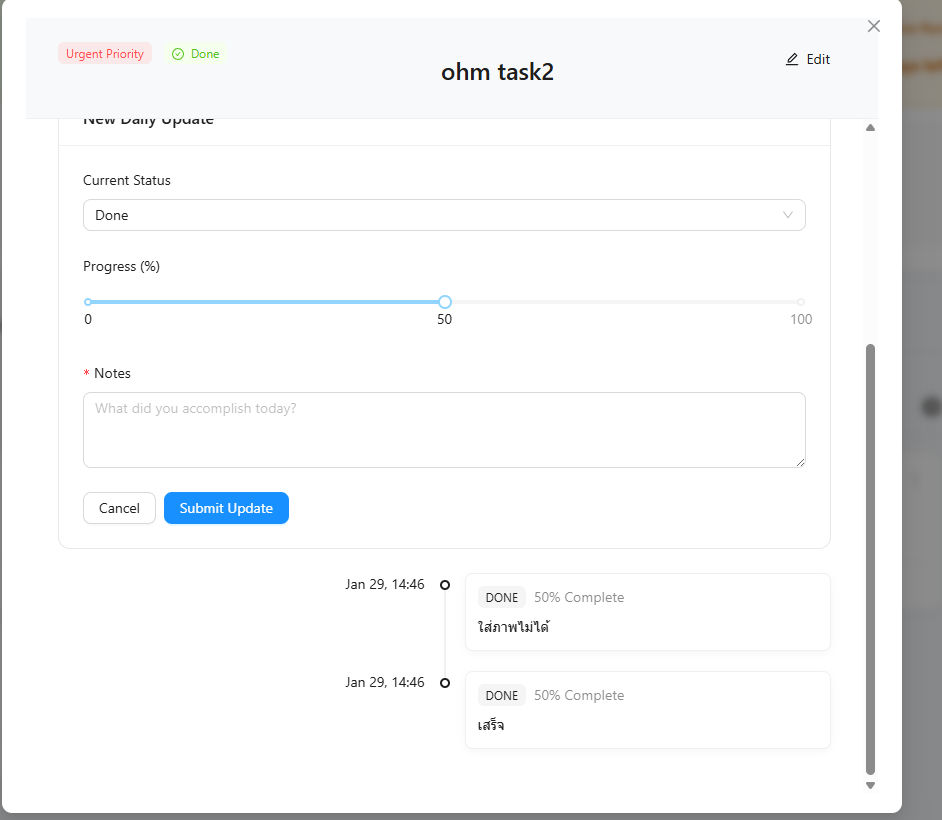 Urgent Priority
Done
ohm task2
Edit
New Daily Update
Current Status
Done
Progress (%)
0
50
100
* Notes
What did you accomplish today?
Cancel
Submit Update
Jan 29, 14:46
DONE 50% Complete
ใส่ภาพไม่ได้
Jan 29, 14:46
DONE 50% Complete
เสร็จ